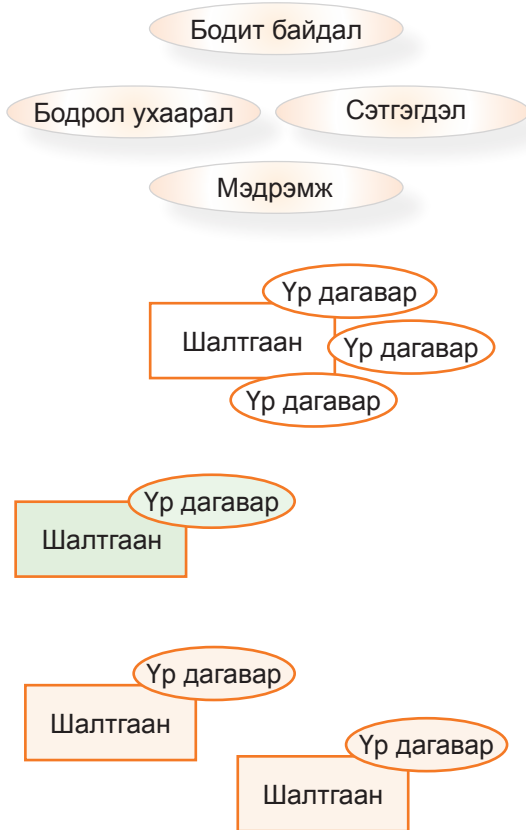 Бодит байдал
Бодрол ухаарал
Сэтгэгдэл
Мэдрэмж
Үр дагавар
Шалтгаан
Үр дагавар
Үр дагавар
Үр дагавар
Шалтгаан
Үр дагавар
Шалтгаан
Үр дагавар
Шалтгаан